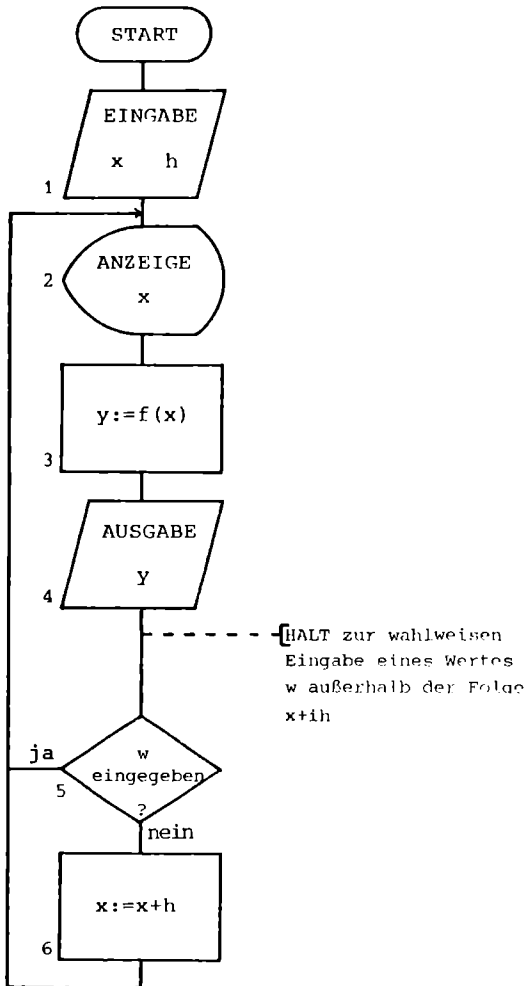 START
EINGABE
x h
1
ANZEIGE
2
x
y:=f(x)
3
AUSGABE
y
4
HALT zur wahlweisen
Eingabe eines Wertes
w außerhalb der Folge
x+ih
ja
w
eingegeben
5
?
nein
x:=x+h
6